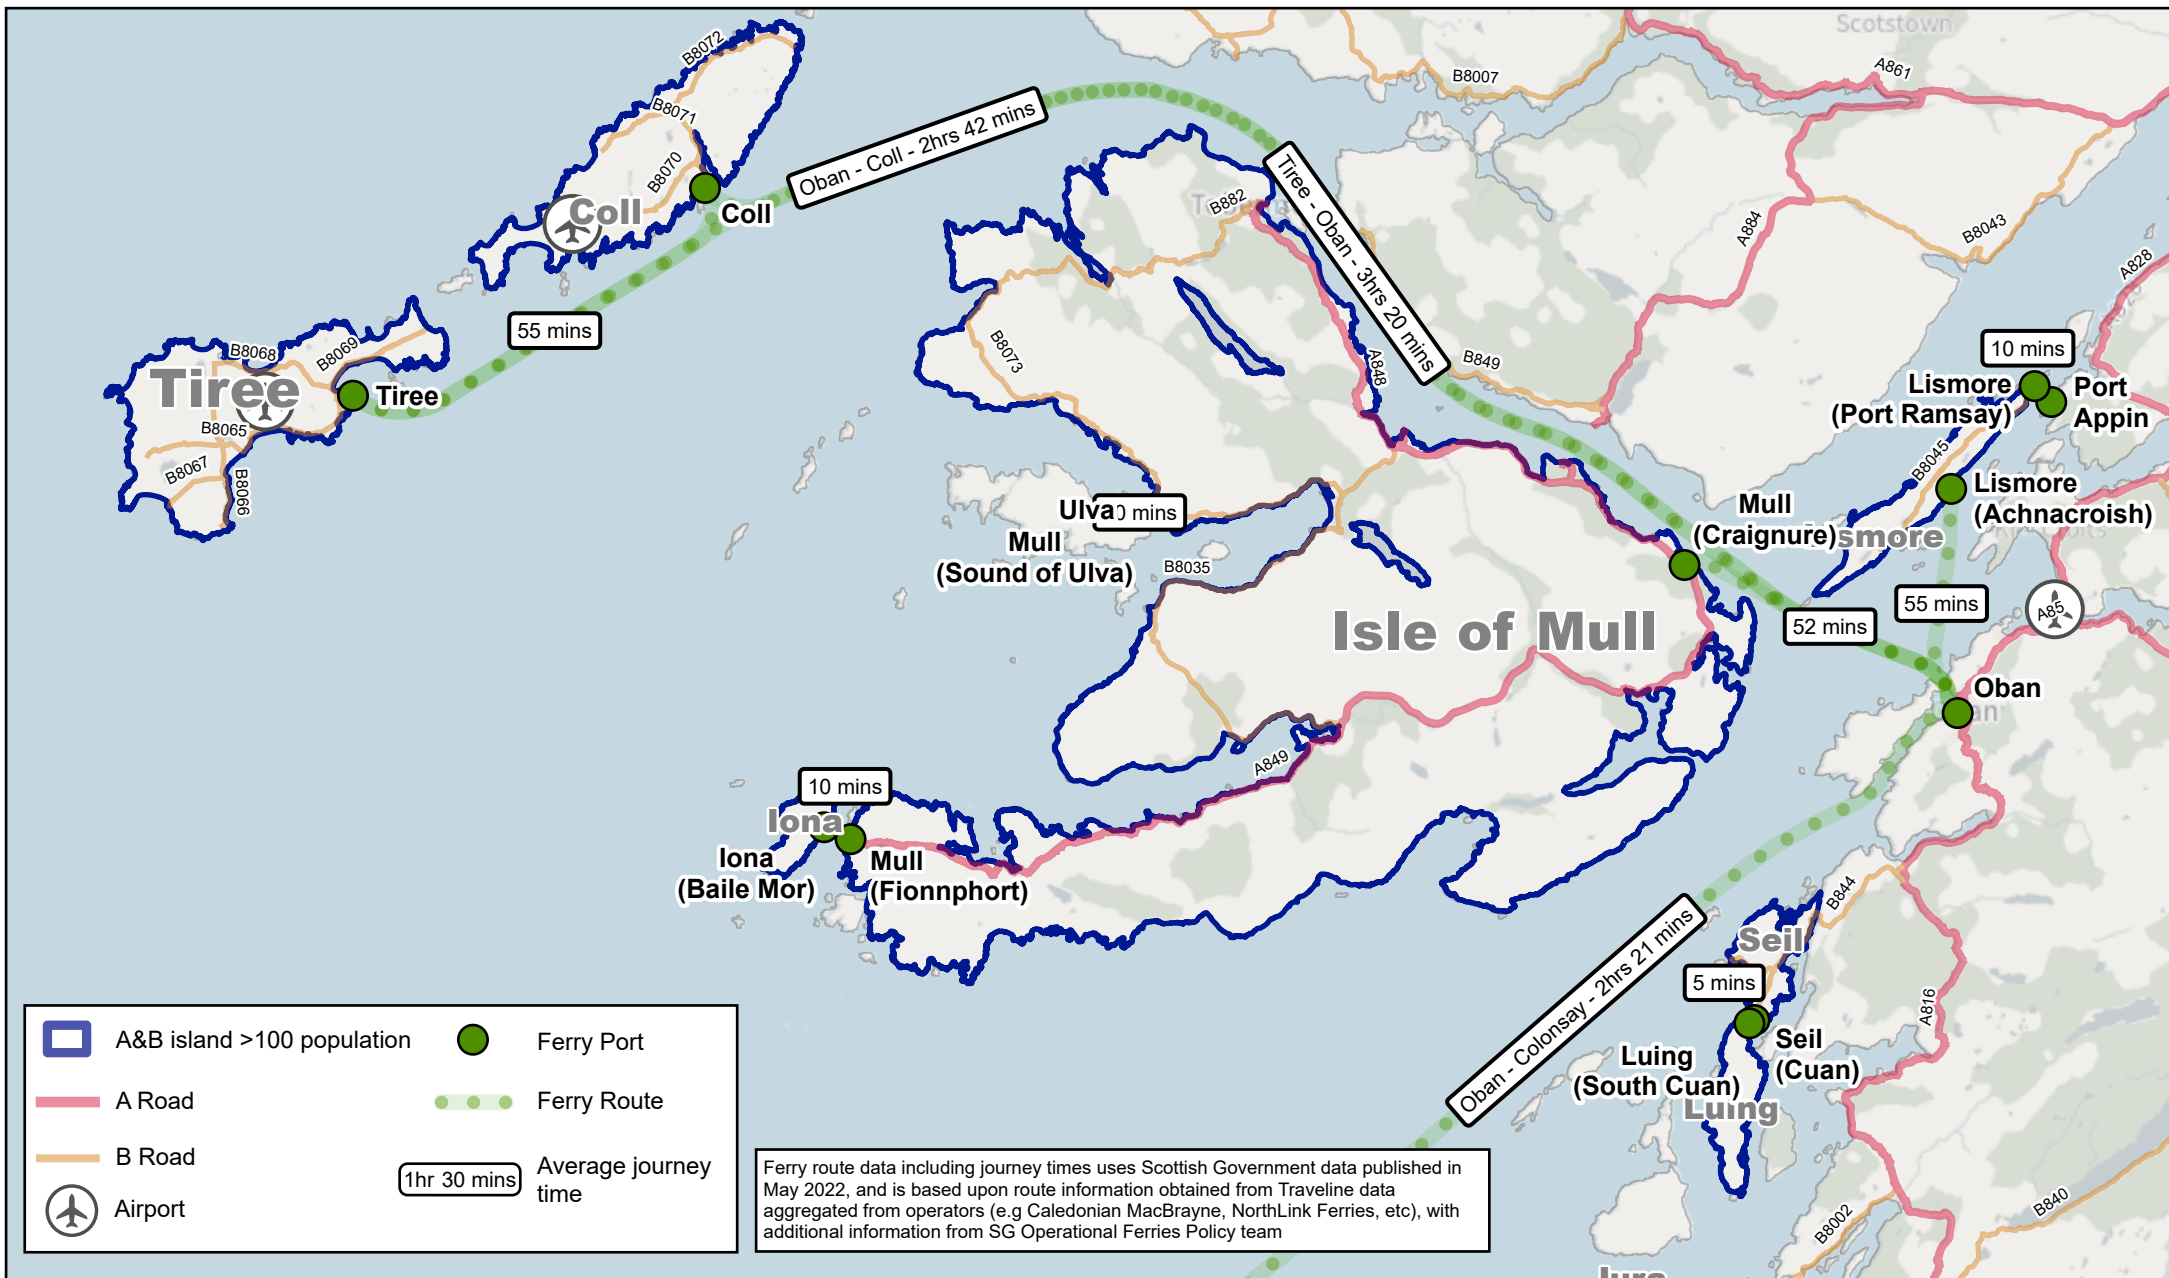 Scotstown
B8072
B8007
A861
B8071
Oban - Coll - 2hrs 42 mins
B8070
Coll
Coll
B882
Tiree - Oban - 3hrs 20 mins
A884
B8043
A828
55 mins
B8068
B8069
Tiree
Tiree
B8065
B8067
B8066
B8073
A848
B849
10 mins
Lismore
(Port Ramsay)
Port
Appin
B8045
Lismore
(Achnacroish)
Ulva
0 mins
Mull
(Sound of Ulva)
B8035
Mull
(Craignure)
smore
Isle of Mull
55 mins
52 mins
A85
Oban
an
A849
10 mins
Iona
Iona
(Baile Mor)
Mull
(Fionnphort)
B844
Seil
Oban - Colonsay - 2hrs 21 mins
5 mins
A816
Seil
(Cuan)
Luing
(South Cuan)
Luing
B840
B8002
Jura
A&B island >100 population
A Road
B Road
Airport
Ferry Port
Ferry Route
1hr 30 mins
Average journey
time
Ferry route data including journey times uses Scottish Government data published in
May 2022, and is based upon route information obtained from Traveline data
aggregated from operators (e.g Caledonian MacBrayne, NorthLink Ferries, etc), with
additional information from SG Operational Ferries Policy team